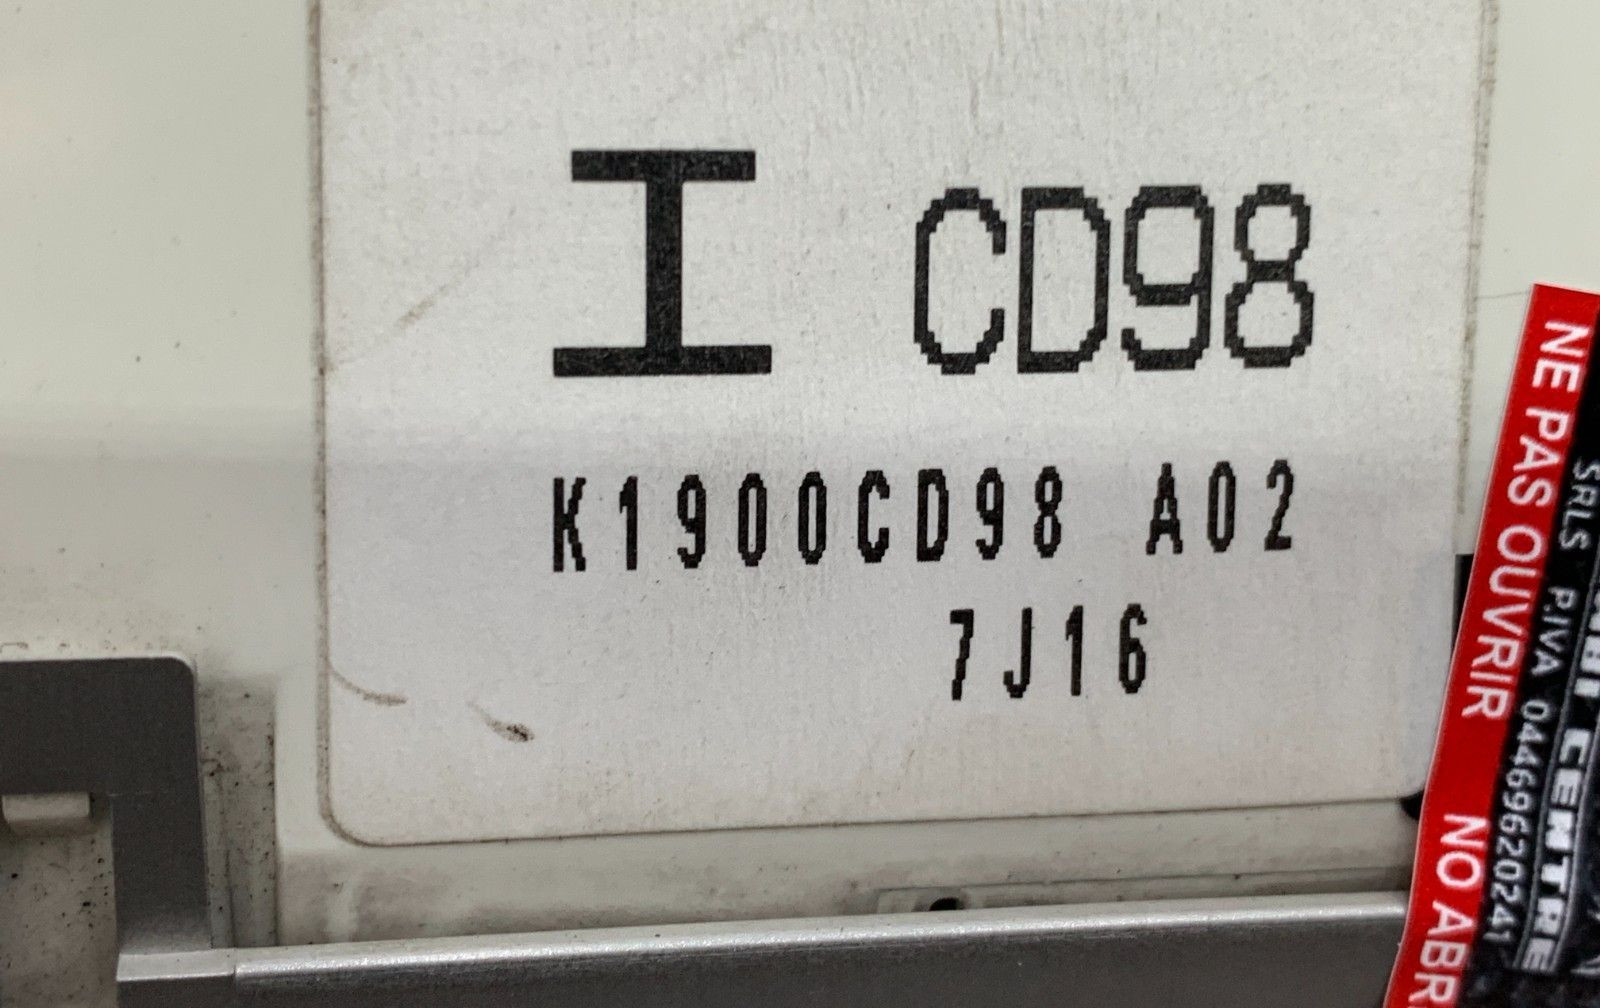 I CD98
K1900CD98 A02
7J16
NE PAS OUVRIR NO ABR
SRLS P.IVA 04469620241
CENTRE